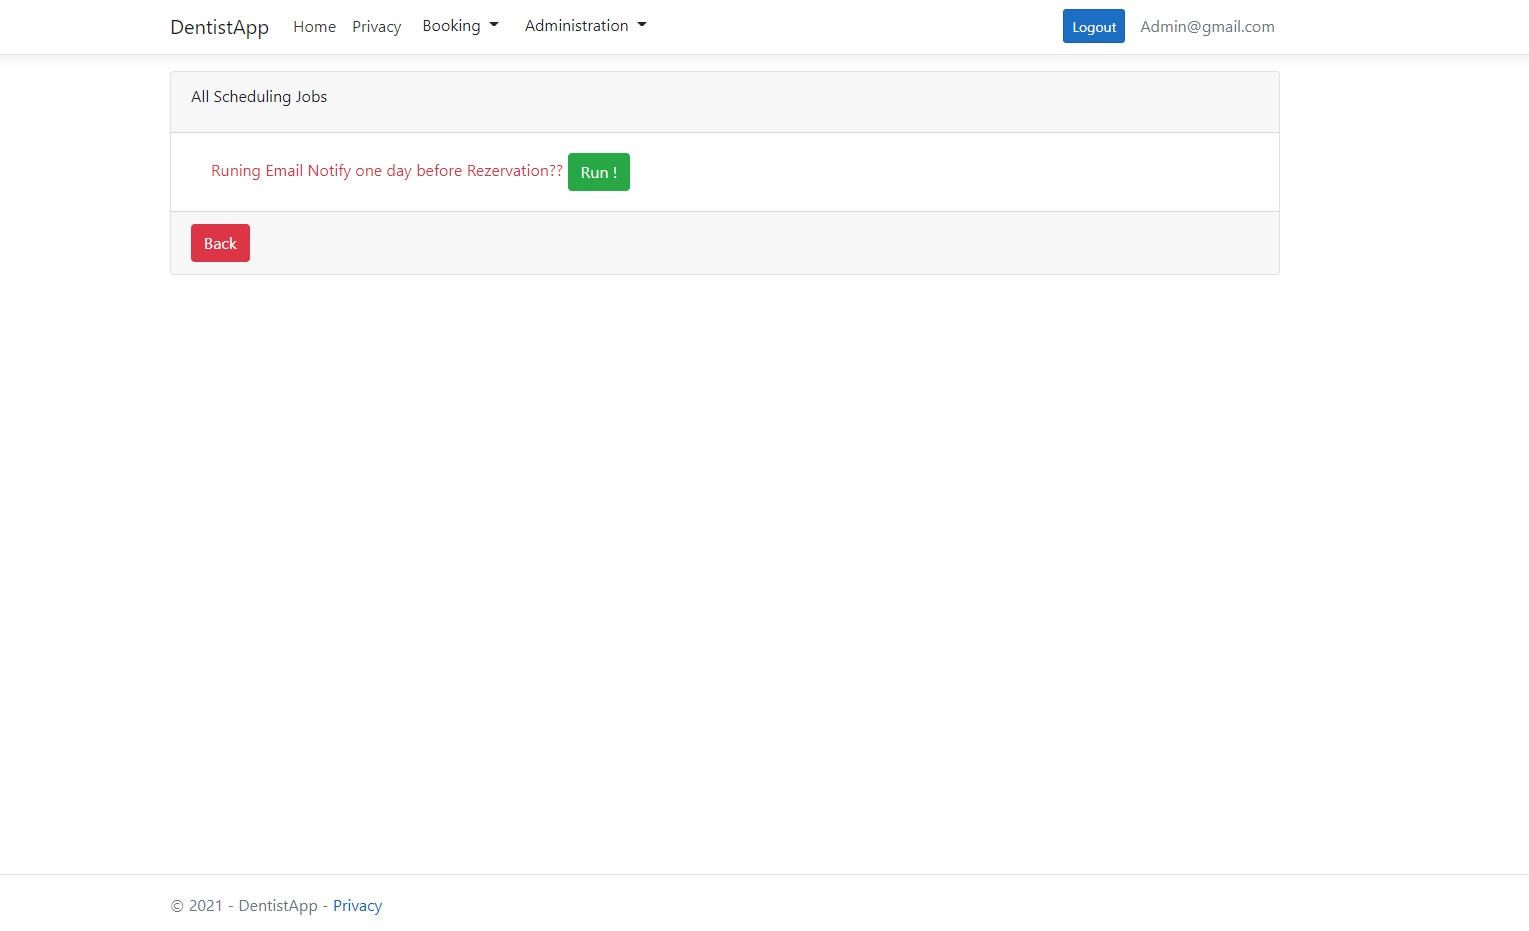 DentistApp Home Privacy Booking Administration Logout Admin@gmail.com
All Scheduling Jobs
Runing Email Notify one day before Rezervation?? Run !
Back
© 2021 - DentistApp - Privacy